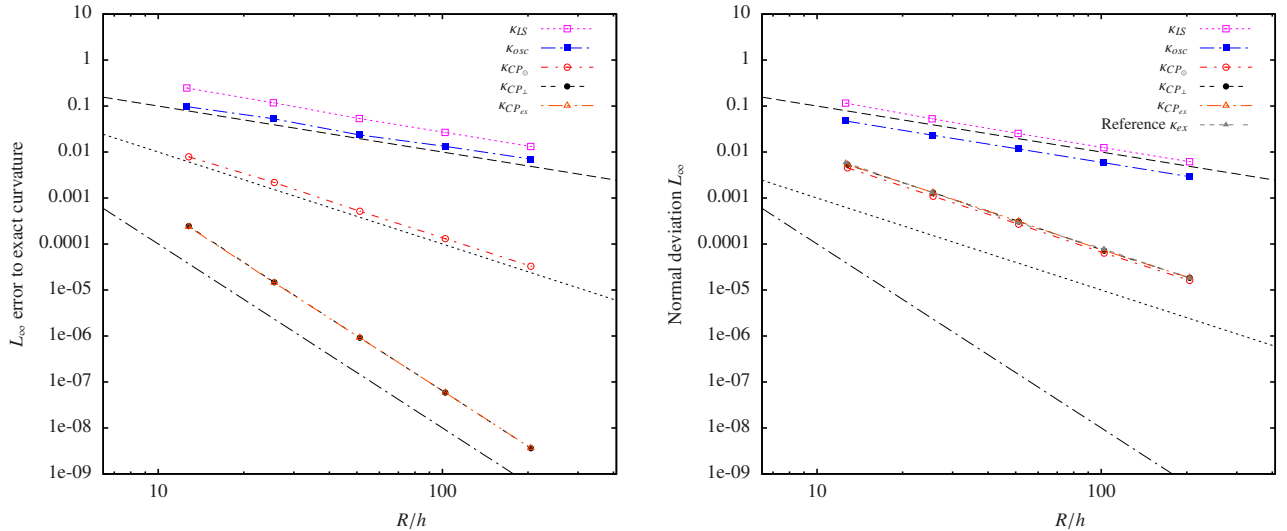 10
1
0.1
0.01
0.001
0.0001
1e-05
1e-06
1e-07
1e-08
1e-09
10
100
R/h
L∞ error to exact curvature
κLS
κosc
κCP⊙
κCP⊥
κCPex
10
1
0.1
0.01
0.001
0.0001
1e-05
1e-06
1e-07
1e-08
1e-09
10
100
R/h
Normal deviation L∞
κLS
κosc
κCP⊙
κCP⊥
κCPex
Reference κex